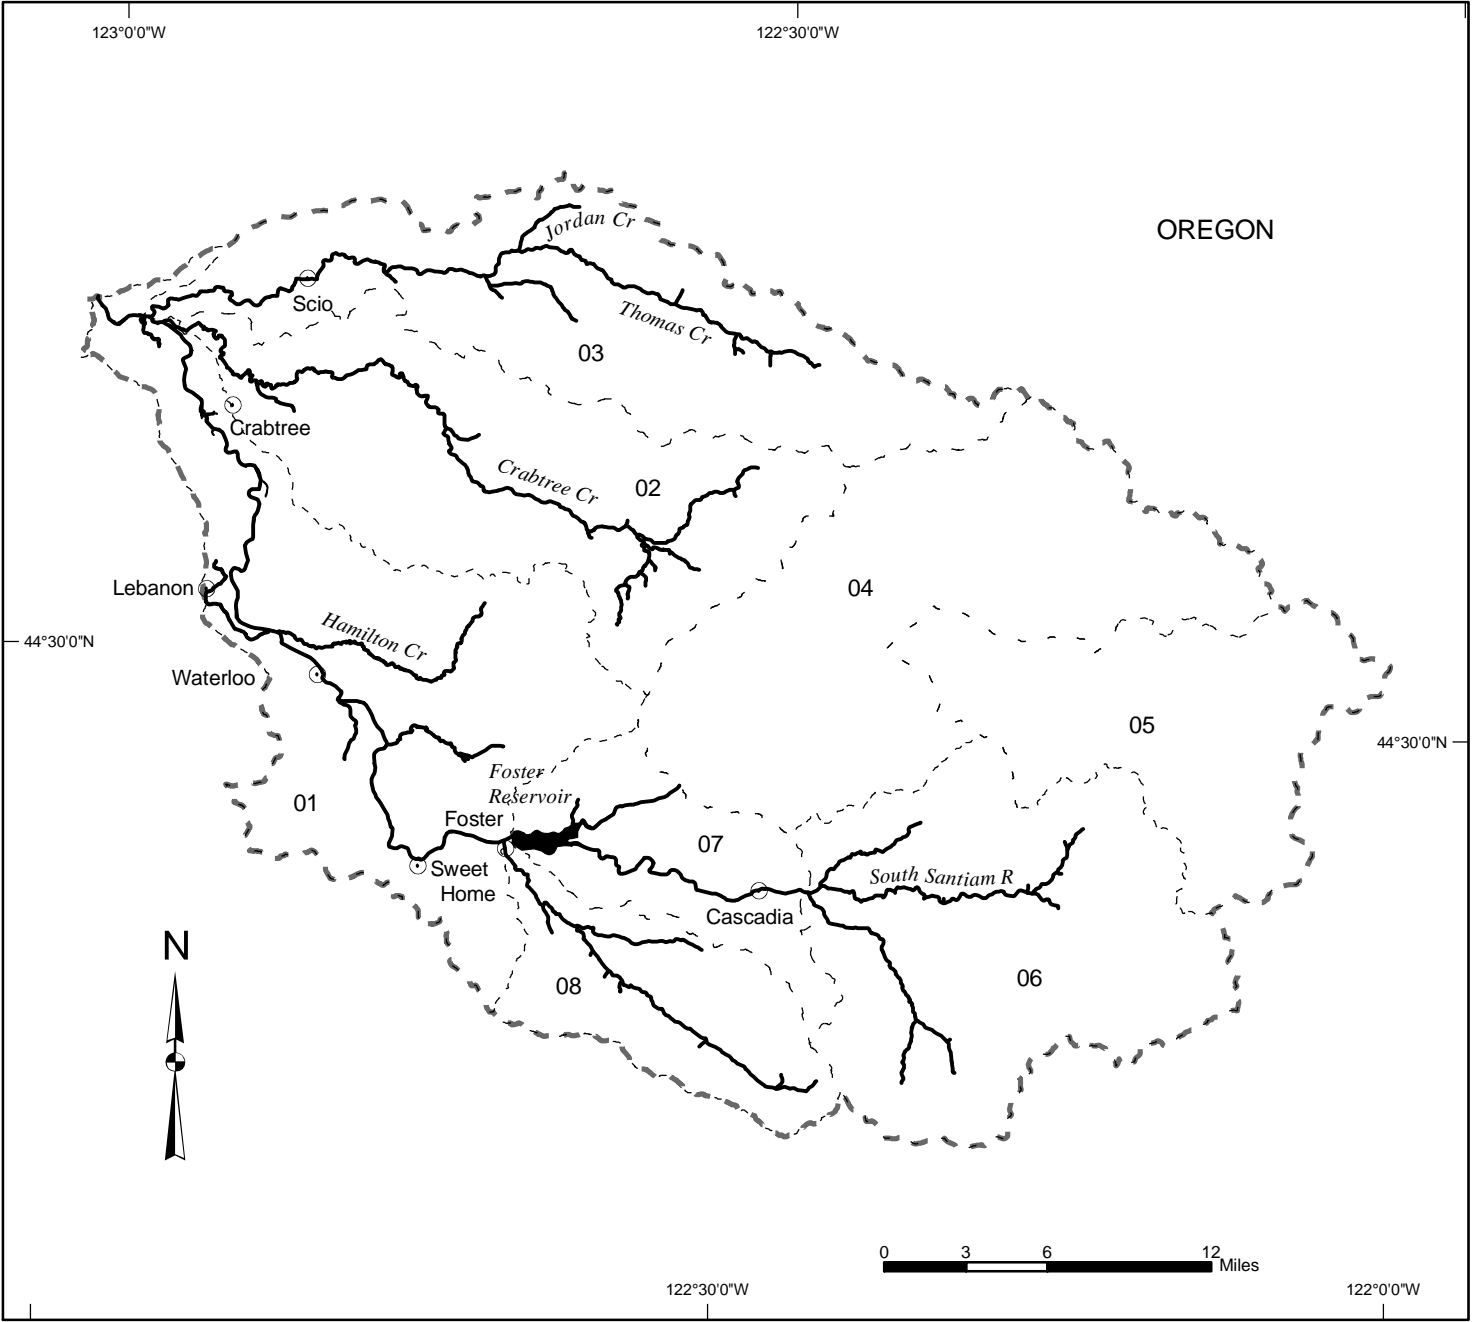 123°0'0"W
122°30'0"W
OREGON
Jordan Cr
Scio
Thomas Cr
03
Crabtree
Crabtree Cr
02
Lebanon
04
Hamilton Cr
44°30'0"N
Waterloo
05
44°30'0"N
Foster
Reservoir
01
Foster
07
Sweet
Home
South Santiam R
Cascadia
N
08
06
0 3 6 12
Miles
122°30'0"W
122°0'0"W